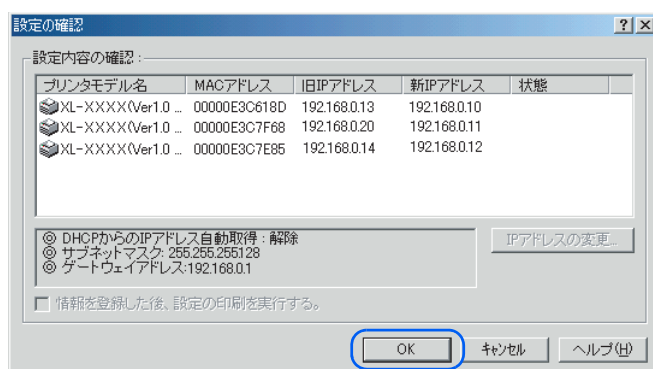 設定の確認
設定内容の確認:
プリンタモデル名 MACアドレス 旧IPアドレス 新IPアドレス 状態
XL-XXXX(Ver1.0 ... 00000E3C618D 192.168.0.13 192.168.0.10
XL-XXXX(Ver1.0 ... 00000E3C7F68 192.168.0.20 192.168.0.11
XL-XXXX(Ver1.0 ... 00000E3C7E85 192.168.0.14 192.168.0.12
◎ DHCPからのIPアドレス自動取得:解除
◎ サブネットマスク: 255.255.255128
◎ ゲートウェイアドレス:192.168.0.1
IPアドレスの変更...
情報を登録した後、設定の印刷を実行する。
OK キャンセル ヘルプ(H)